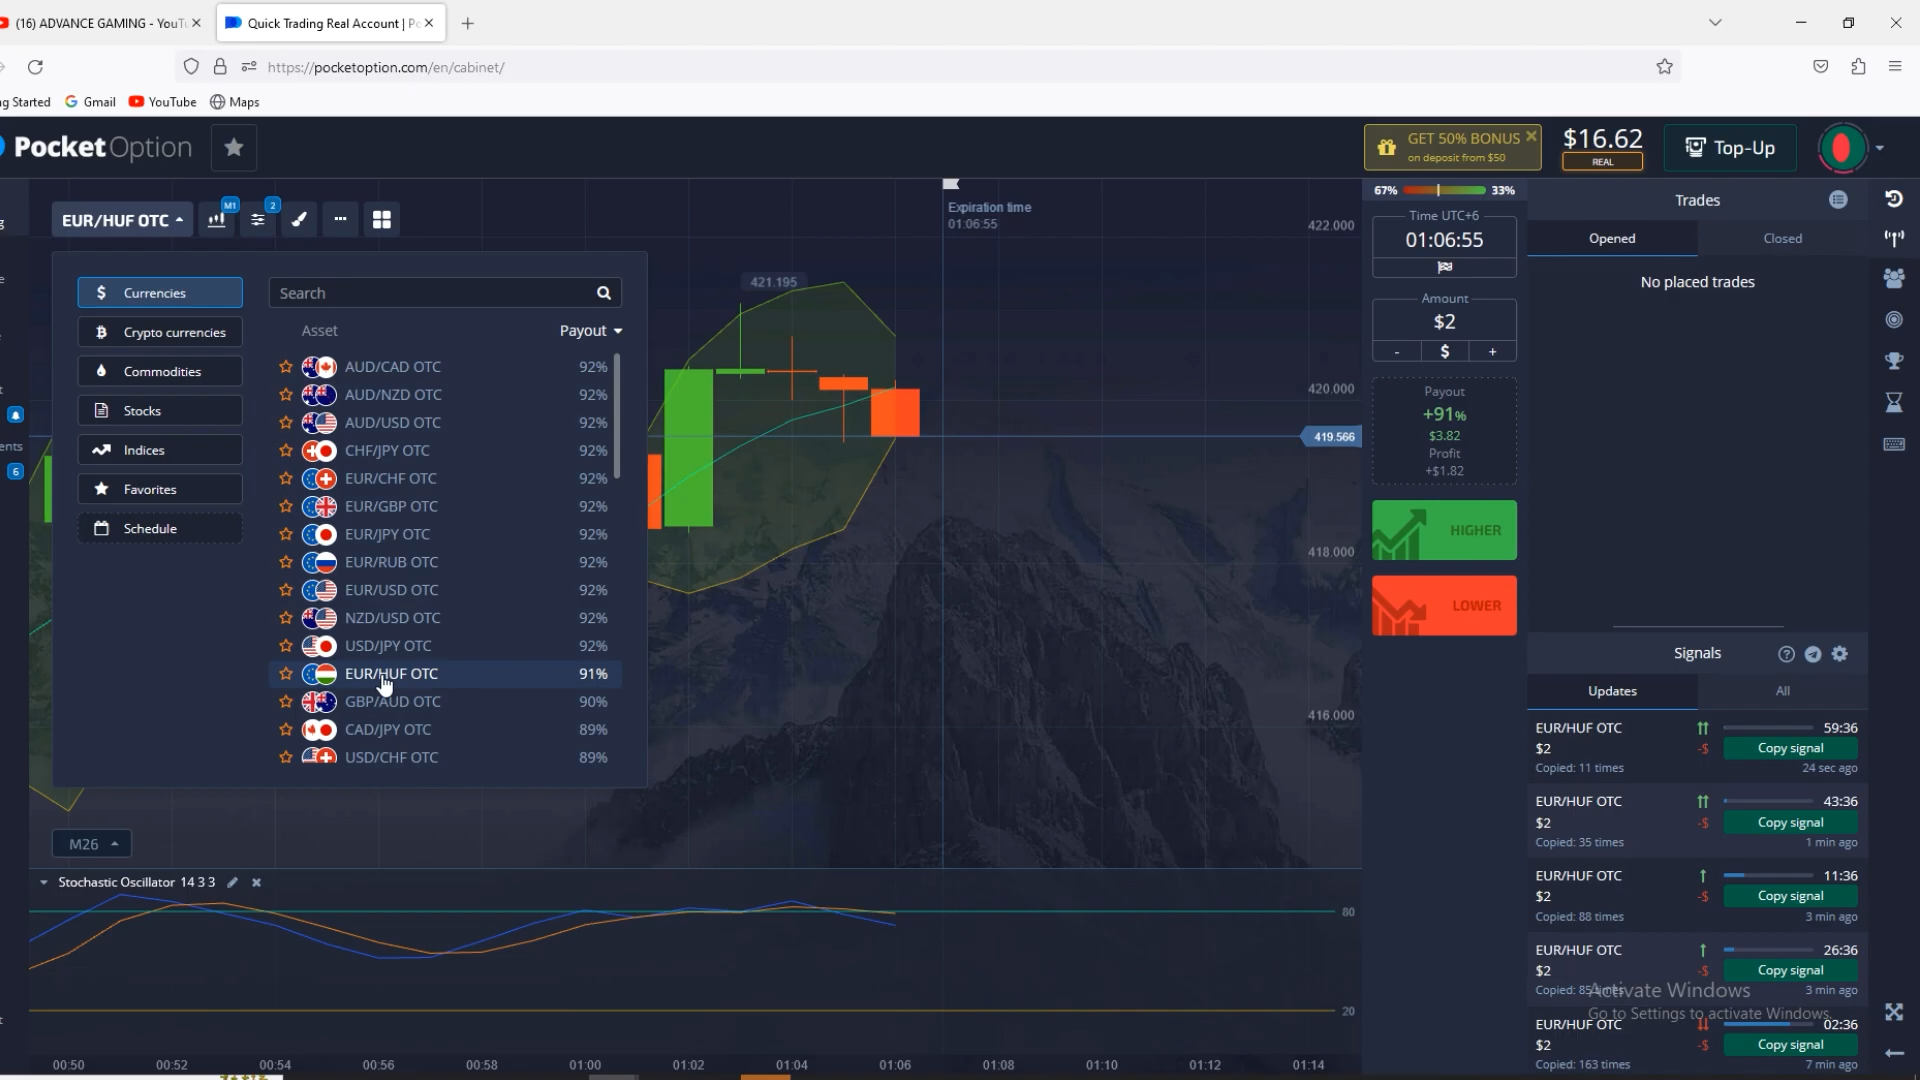 (16) ADVANCE GAMING - YouTu
Quick Trading Real Account | Po
https://pocketoption.com/en/cabinet/
ng Started
Gmail
YouTube
Maps
PocketOption
GET 50% BONUS
on deposit from $50
$16.62
REAL
Top-Up
EUR/HUF OTC
M1
2
Expiration time
01:06:55
67%
33%
Time UTC+6
01:06:55
Amount
$2
-
$
+
Payout
+91%
$3.82
Profit
+$1.82
HIGHER
LOWER
Currencies
Crypto currencies
Commodities
Stocks
Indices
Favorites
Schedule
Search
Asset
Payout
AUD/CAD OTC 92%
AUD/NZD OTC 92%
AUD/USD OTC 92%
CHF/JPY OTC 92%
EUR/CHF OTC 92%
EUR/GBP OTC 92%
EUR/JPY OTC 92%
EUR/RUB OTC 92%
EUR/USD OTC 92%
NZD/USD OTC 92%
USD/JPY OTC 92%
EUR/HUF OTC 91%
GBP/AUD OTC 90%
CAD/JPY OTC 89%
USD/CHF OTC 89%
421.195
422.000
420.000
419.566
418.000
416.000
ents
6
M26
Stochastic Oscillator 14 3 3
80
20
00:50 00:52 00:54 00:56 00:58 01:00 01:02 01:04 01:06 01:08 01:10 01:12 01:14
Trades
Opened
Closed
No placed trades
Signals
Updates
All
EUR/HUF OTC 59:36
$2 -$ Copy signal
Copied: 11 times 24 sec ago
EUR/HUF OTC 43:36
$2 -$ Copy signal
Copied: 35 times 1 min ago
EUR/HUF OTC 11:36
$2 -$ Copy signal
Copied: 88 times 3 min ago
EUR/HUF OTC 26:36
$2 -$ Copy signal
Copied: 85 times 3 min ago
Activate Windows
Go to Settings to activate Windows.
EUR/HUF OTC 02:36
$2 -$ Copy signal
Copied: 163 times 7 min ago